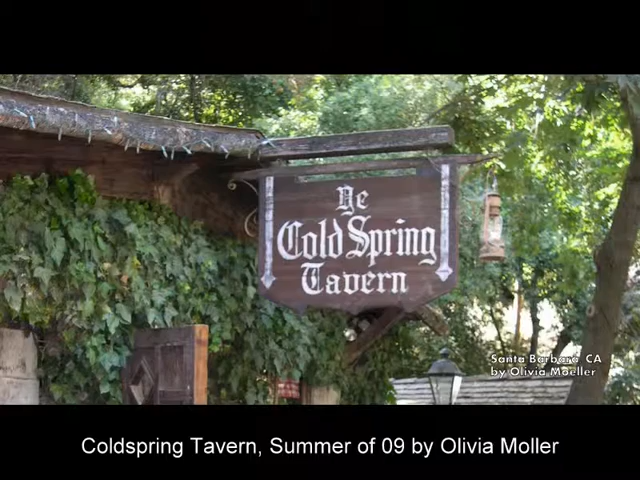 Ye
Cold Spring
Tavern
Santa Barbara CA
by Olivia Moeller
Coldspring Tavern, Summer of 09 by Olivia Moller